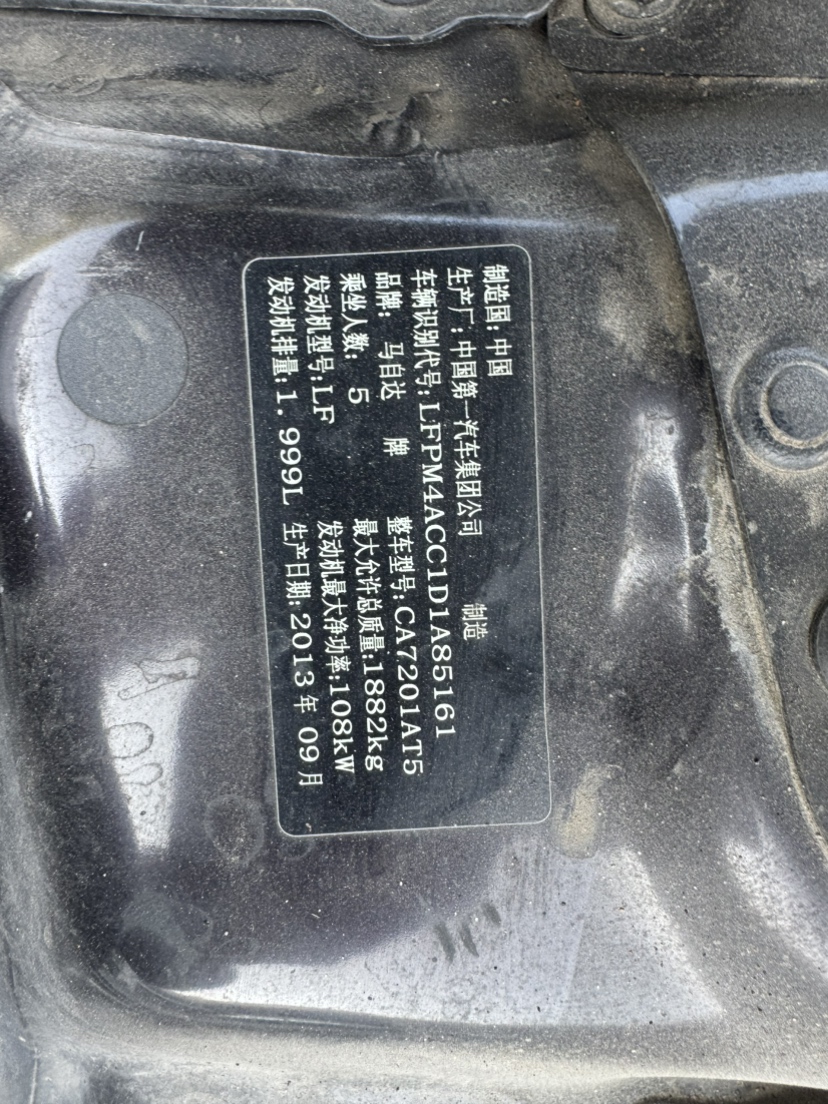 制造国：中国
生产厂：中国第一汽车集团公司 制造
车辆识别代号：LFPM4ACC1D1A85161
品牌： 马自达 牌 整车型号：CA7201AT5
乘坐人数： 5 最大允许总质量：1882kg
发动机型号：LF 发动机最大净功率：108kW
发动机排量：1.999L 生产日期：2013年09月